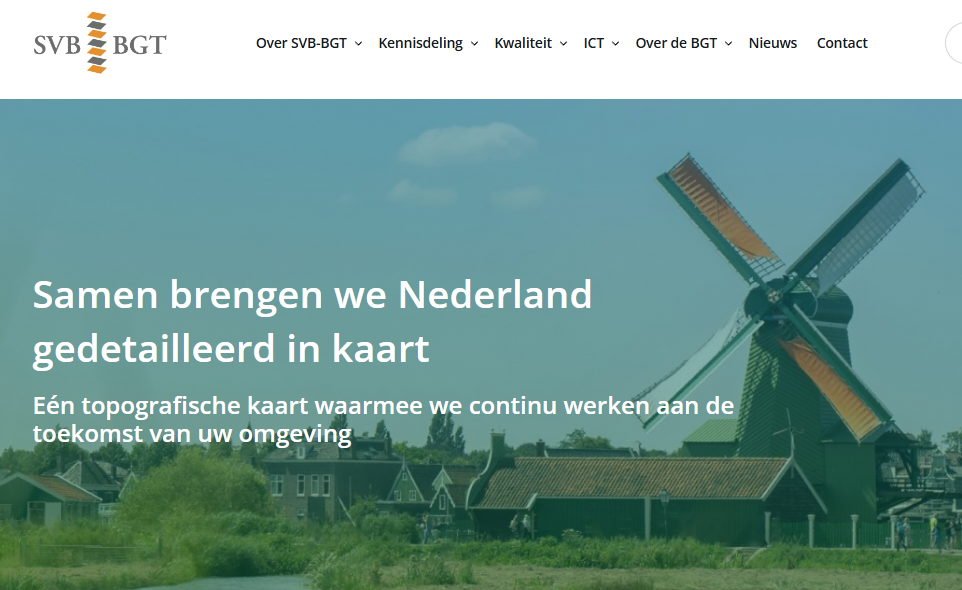 SVB BGT
Over SVB-BGT Kennisdeling Kwaliteit ICT Over de BGT Nieuws Contact
Samen brengen we Nederland
gedetailleerd in kaart
Eén topografische kaart waarmee we continu werken aan de
toekomst van uw omgeving